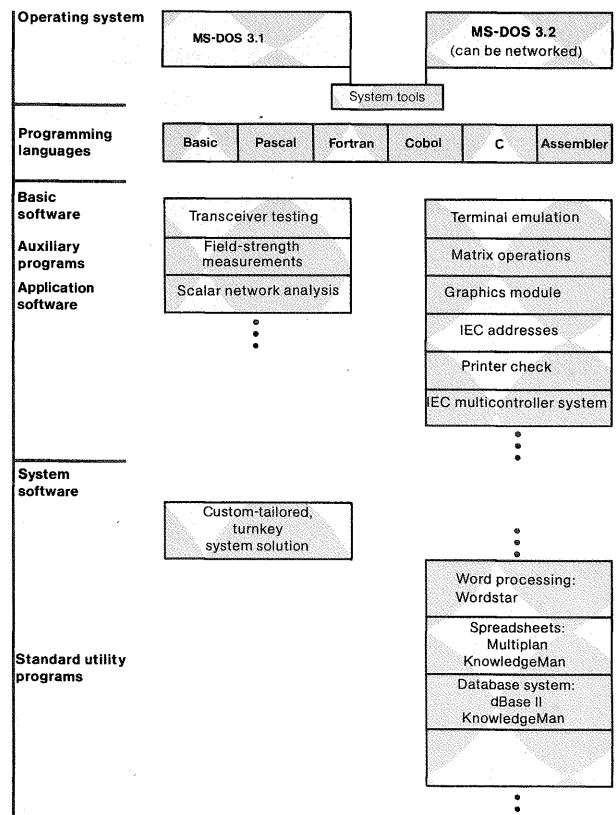 Operating system
MS-DOS 3.1
MS-DOS 3.2
(can be networked)
System tools
Programming
languages
Basic
Pascal
Fortran
Cobol
C
Assembler
Basic
software
Auxiliary
programs
Application
software
Transceiver testing
Field-strength
measurements
Scalar network analysis
Terminal emulation
Matrix operations
Graphics module
IEC addresses
Printer check
IEC multicontroller system
System
software
Custom-tailored,
turnkey
system solution
Standard utility
programs
Word processing:
Wordstar
Spreadsheets:
Multiplan
KnowledgeMan
Database system:
dBase II
KnowledgeMan